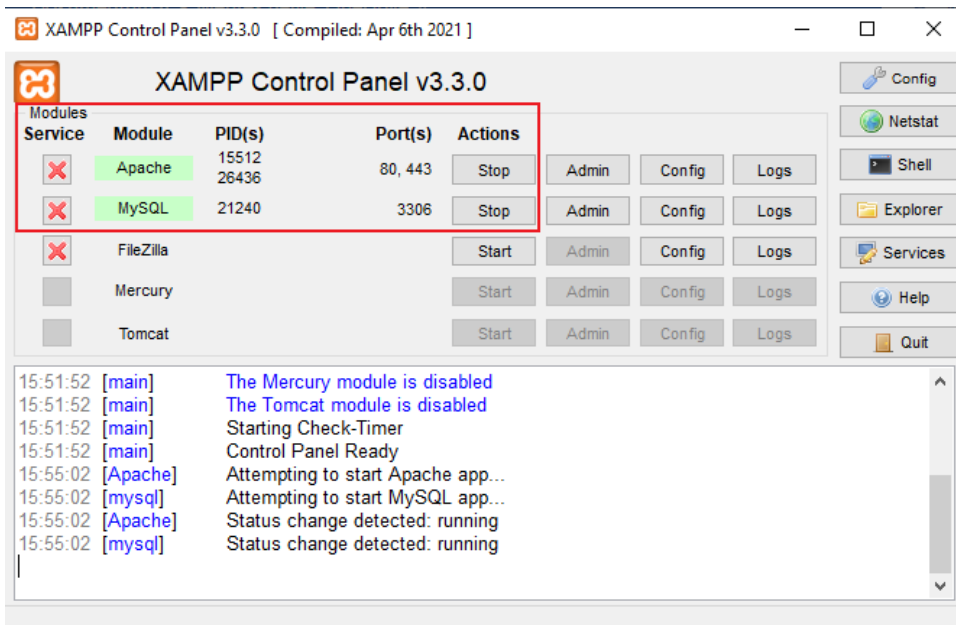 XAMPP Control Panel v3.3.0 [ Compiled: Apr 6th 2021 ]
XAMPP Control Panel v3.3.0
Config
Modules
Service Module PID(s) Port(s) Actions
Netstat
Apache 15512 26436 80, 443 Stop Admin Config Logs
Shell
MySQL 21240 3306 Stop Admin Config Logs
Explorer
FileZilla Start Admin Config Logs
Services
Mercury Start Admin Config Logs
Help
Tomcat Start Admin Config Logs
Quit
15:51:52 [main] The Mercury module is disabled
15:51:52 [main] The Tomcat module is disabled
15:51:52 [main] Starting Check-Timer
15:51:52 [main] Control Panel Ready
15:55:02 [Apache] Attempting to start Apache app...
15:55:02 [mysql] Attempting to start MySQL app...
15:55:02 [Apache] Status change detected: running
15:55:02 [mysql] Status change detected: running